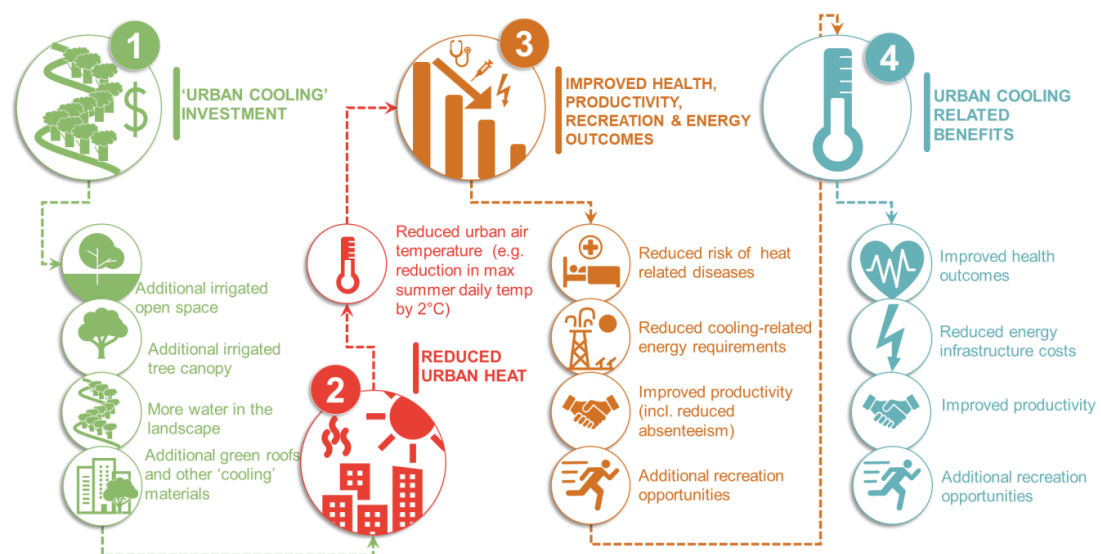 1
'URBAN COOLING'
INVESTMENT
$
Additional irrigated
open space
Additional irrigated
tree canopy
More water in the
landscape
Additional green roofs
and other 'cooling'
materials
2
REDUCED
URBAN HEAT
Reduced urban air
temperature (e.g.
reduction in max
summer daily temp
by 2°C)
3
IMPROVED HEALTH,
PRODUCTIVITY,
RECREATION & ENERGY
OUTCOMES
Reduced risk of heat
related diseases
Reduced cooling-related
energy requirements
Improved productivity
(incl. reduced
absenteeism)
Additional recreation
opportunities
4
URBAN COOLING
RELATED
BENEFITS
Improved health
outcomes
Reduced energy
infrastructure costs
Improved productivity
Additional recreation
opportunities